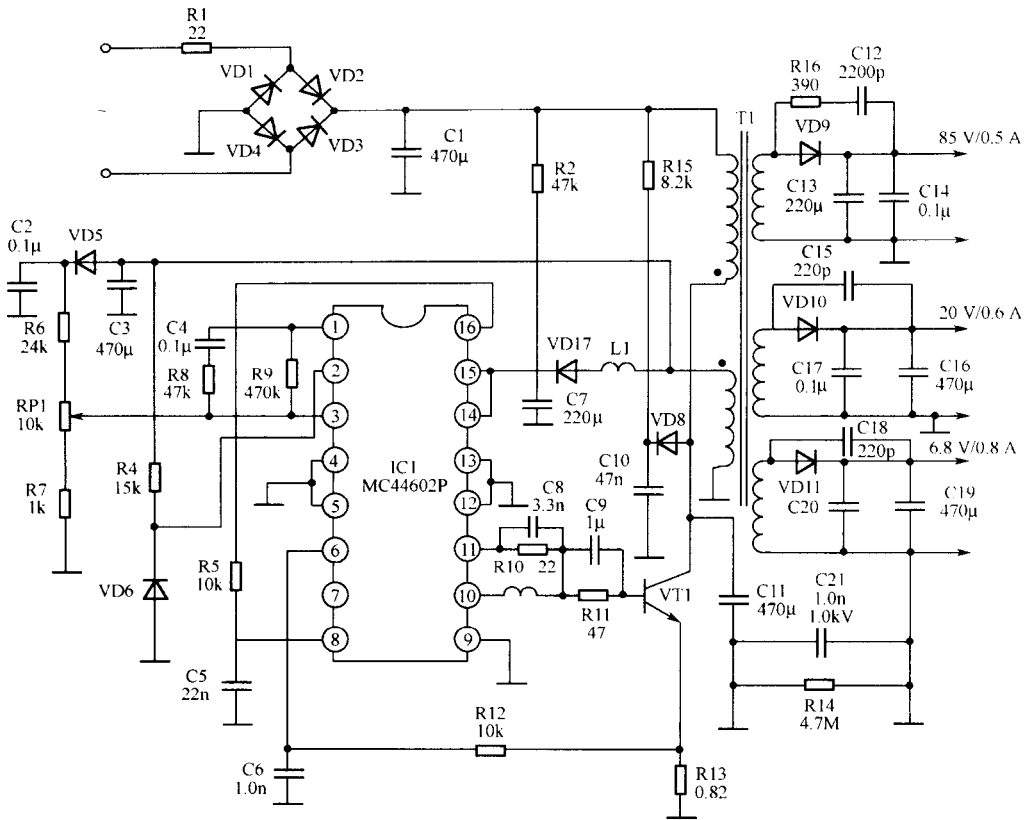 R1
22
VD1
VD2
VD4
VD3
C1
470μ
R2
47k
R15
8.2k
T1
R16
390
C12
2200p
VD9
85 V/0.5 A
C13
220μ
C14
0.1μ
C2
0.1μ
VD5
C3
470μ
R6
24k
C4
0.1μ
R8
47k
R9
470k
RP1
10k
R7
1k
R4
15k
VD6
R5
10k
C5
22n
C6
1.0n
1
2
3
4
5
6
7
8
16
15
14
13
12
11
10
9
IC1
MC44602P
VD17
L1
C7
220μ
VD8
C10
47n
C8
3.3n
C9
1μ
R10
22
R11
47
VT1
R12
10k
R13
0.82
C15
220p
VD10
20 V/0.6 A
C17
0.1μ
C16
470μ
C18
220p
6.8 V/0.8 A
VD11
C20
C19
470μ
C11
470μ
C21
1.0n
1.0kV
R14
4.7M